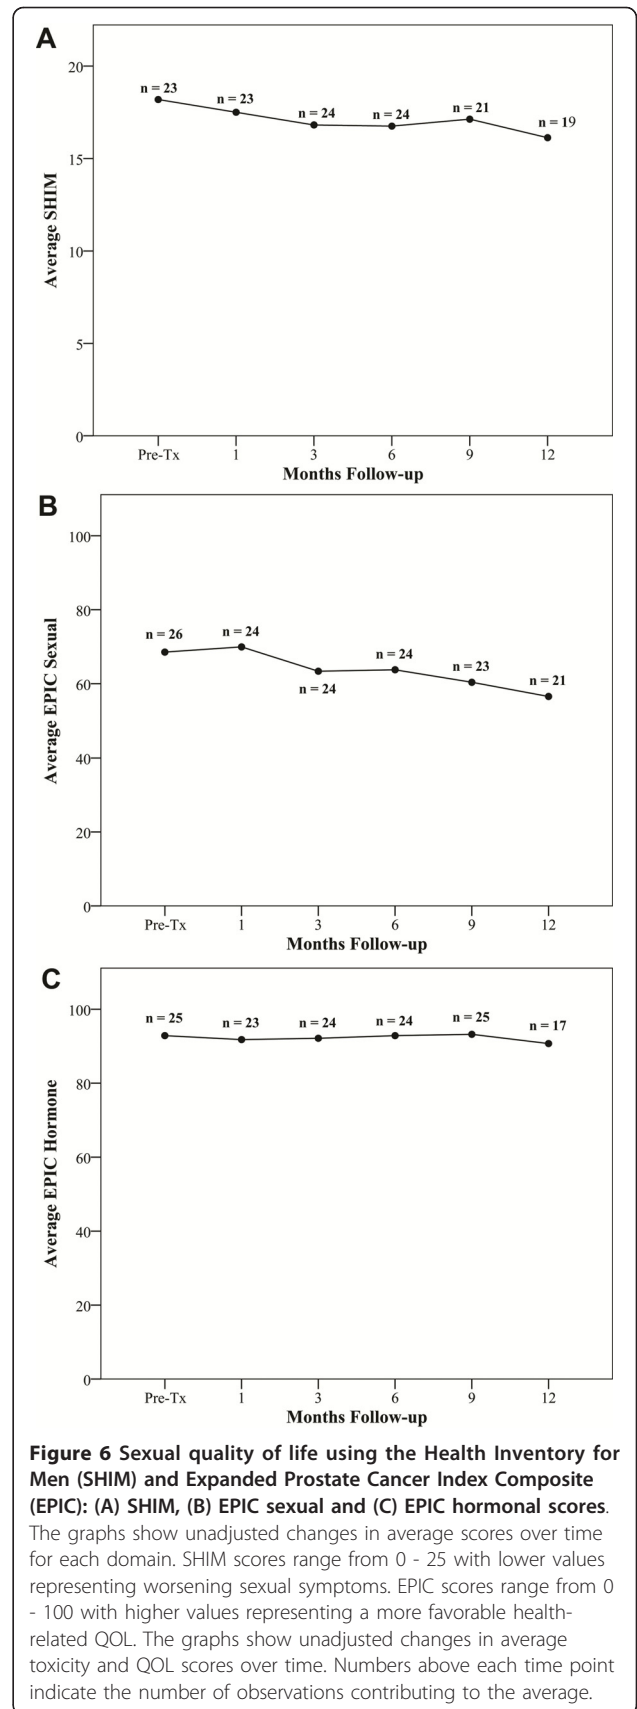 A
20
n = 23
n = 23
n = 24
n = 24
n = 21
n = 19
15
Average SHIM
10
5
0
Pre-Tx 1 3 6 9 12
Months Follow-up
B
100
80
n = 26
n = 24
n = 24
n = 24
n = 23
n = 21
60
Average EPIC Sexual
40
20
0
Pre-Tx 1 3 6 9 12
Months Follow-up
C
100
n = 25
n = 23
n = 24
n = 24
n = 25
n = 17
80
Average EPIC Hormone
60
40
20
0
Pre-Tx 1 3 6 9 12
Months Follow-up
Figure 6 Sexual quality of life using the Health Inventory for
Men (SHIM) and Expanded Prostate Cancer Index Composite
(EPIC): (A) SHIM, (B) EPIC sexual and (C) EPIC hormonal scores.
The graphs show unadjusted changes in average scores over time
for each domain. SHIM scores range from 0 - 25 with lower values
representing worsening sexual symptoms. EPIC scores range from 0
- 100 with higher values representing a more favorable health-
related QOL. The graphs show unadjusted changes in average
toxicity and QOL scores over time. Numbers above each time point
indicate the number of observations contributing to the average.